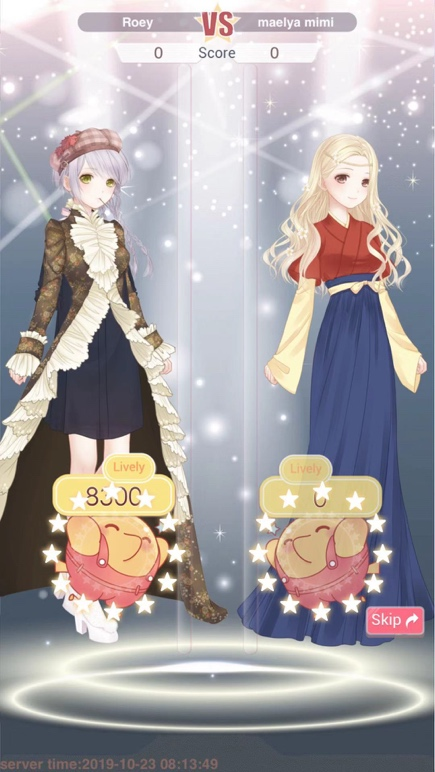 Roey VS maelya mimi
0 Score 0
Lively Lively
0
Skip
server time:2019-10-23 08:13:49